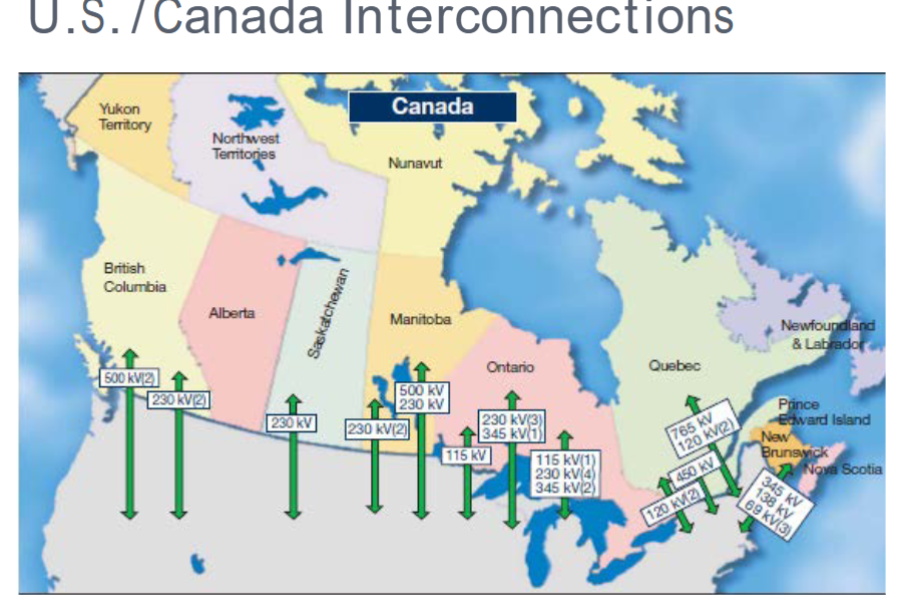 U.S./Canada Interconnections
Canada
Yukon
Territory
Northwest
Territories
Nunavut
British
Columbia
Alberta
Saskatchewan
Manitoba
Ontario
Quebec
Newfoundland
& Labrador
Prince
Edward Island
New
Brunswick
Nova Scotia
500 kV(2)
230 kV(2)
230 kV
230 kV(2)
500 kV
230 kV
115 kV
230 kV(3)
345 kV(1)
115 kV(1)
230 kV(4)
345 kV(2)
765 kV
120 kV(2)
450 kV
120 kV(2)
345 kV
138 kV
69 kV(3)